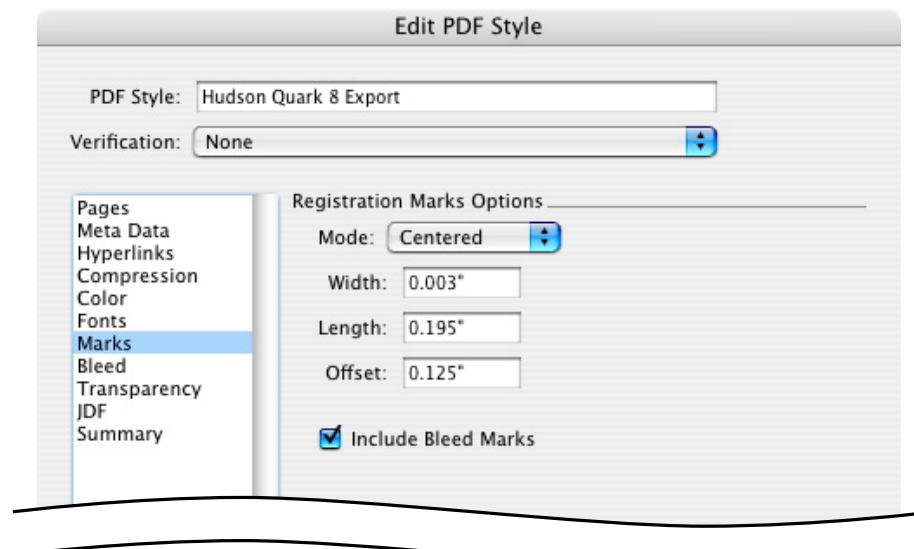 Edit PDF Style
PDF Style: Hudson Quark 8 Export
Verification: None
Pages
Meta Data
Hyperlinks
Compression
Color
Fonts
Marks
Bleed
Transparency
JDF
Summary
Registration Marks Options
Mode: Centered
Width: 0.003"
Length: 0.195"
Offset: 0.125"
Include Bleed Marks